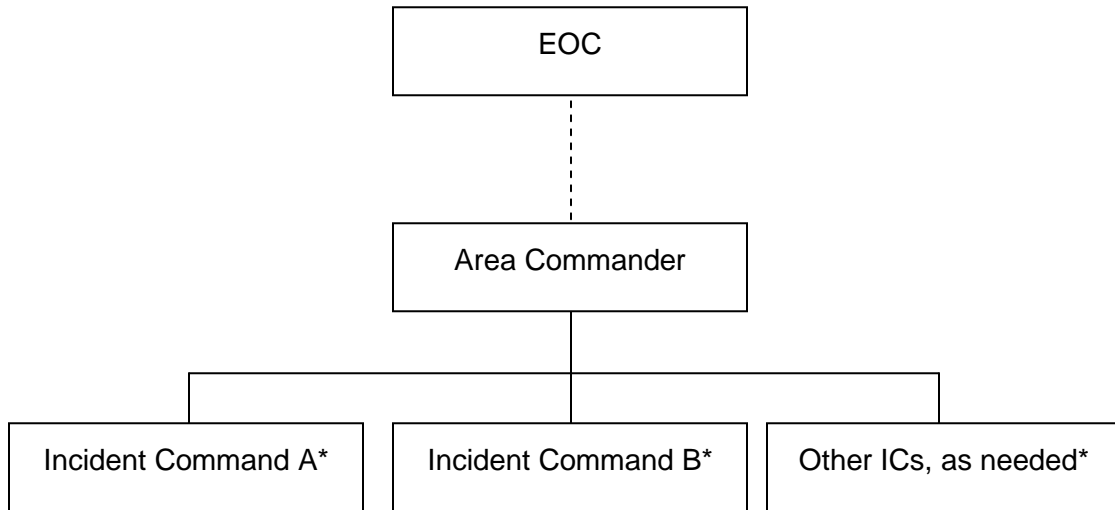 EOC
Area Commander
Incident Command A*
Incident Command B*
Other ICs, as needed*